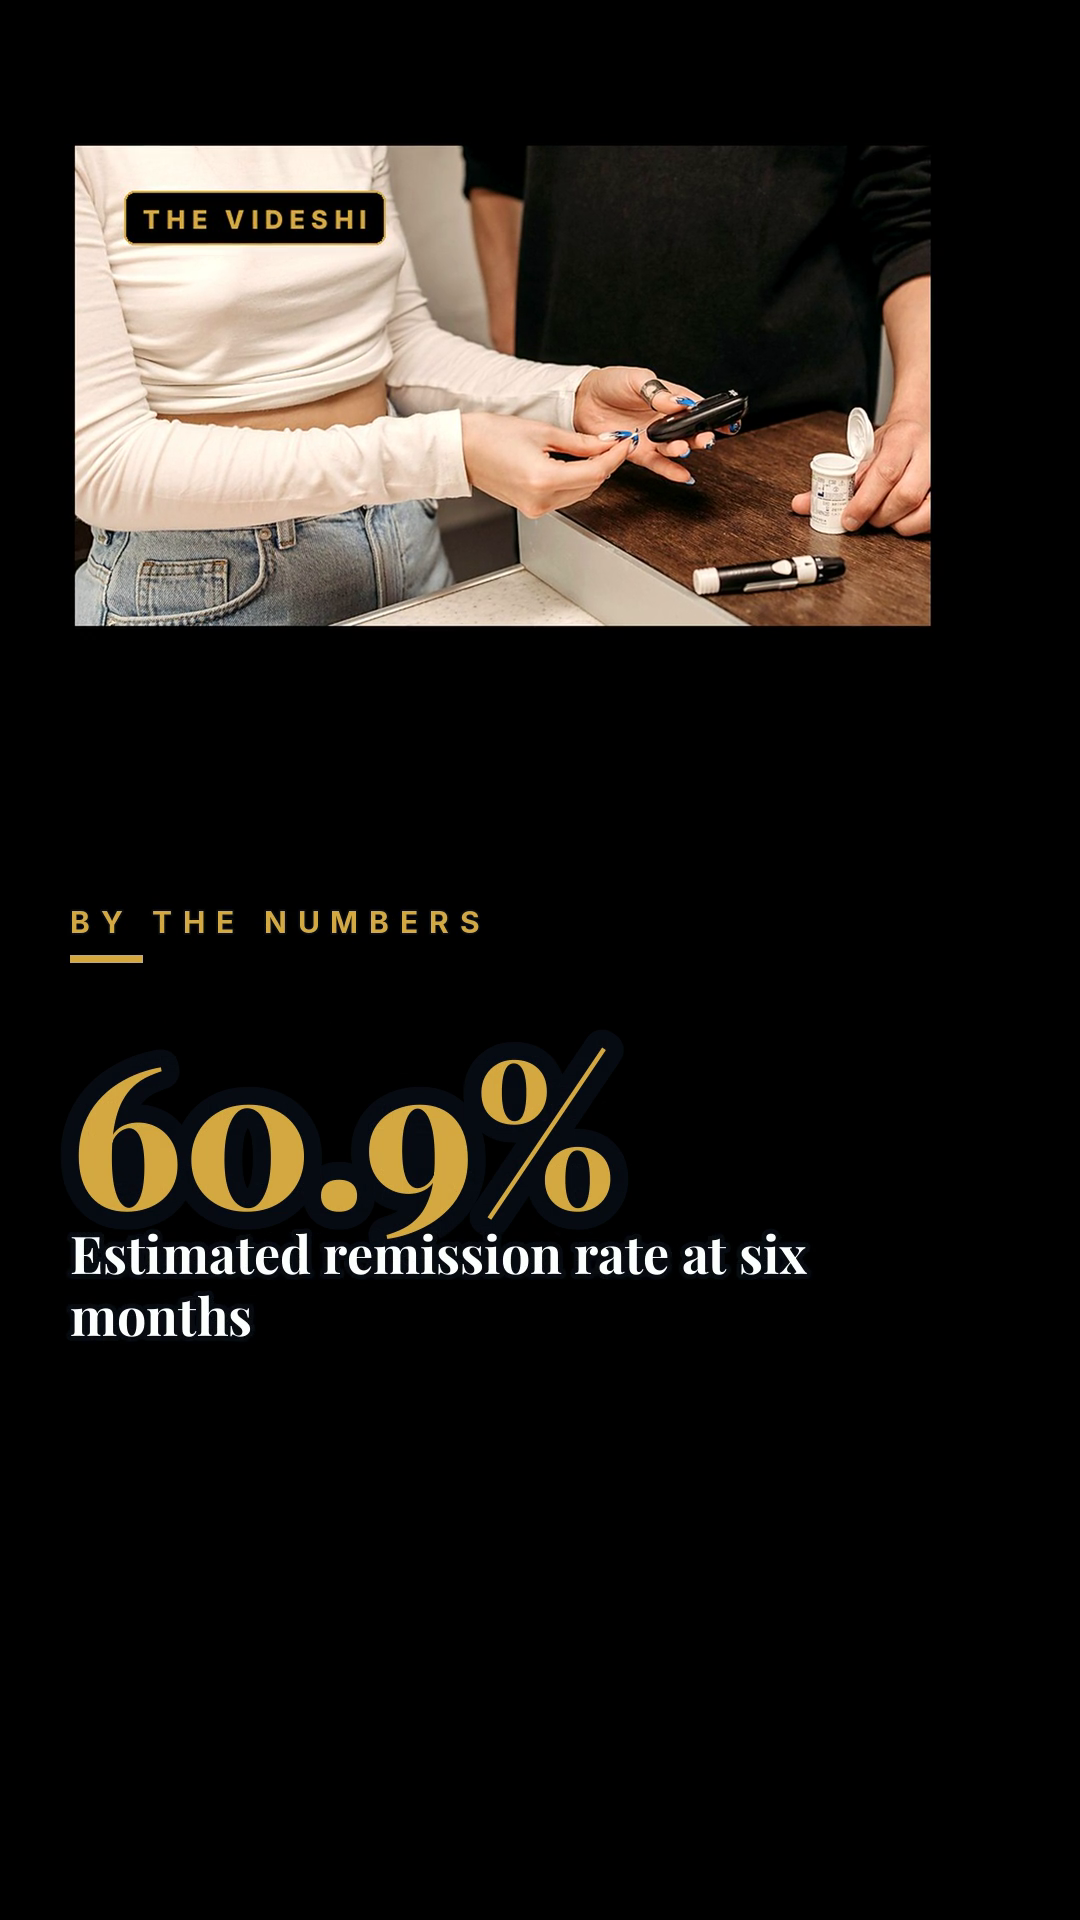 THE VIDESHI
BY THE NUMBERS
60.9%
Estimated remission rate at six
months